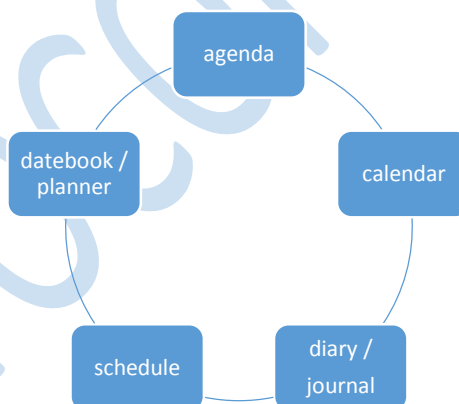 agenda
calendar
diary /
journal
schedule
datebook /
planner